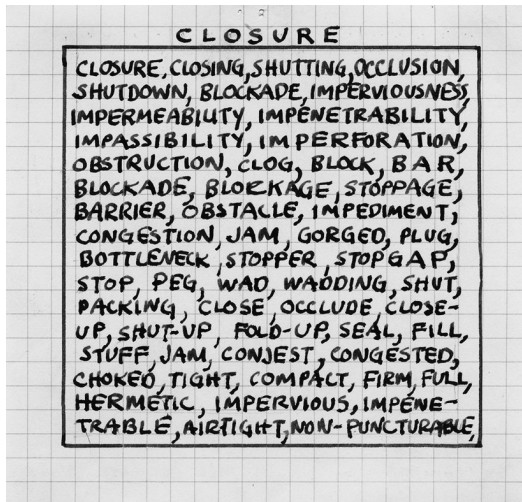 CLOSURE
CLOSURE, CLOSING, SHUTTING, OCCLUSION,
SHUTDOWN, BLOCKADE, IMPERVIOUSNESS,
IMPERMEABILITY, IMPENETRABILITY,
IMPASSIBILITY, IMPERFORATION,
OBSTRUCTION, CLOG, BLOCK, BAR,
BLOCKADE, BLOCKAGE, STOPPAGE,
BARRIER, OBSTACLE, IMPEDIMENT,
CONGESTION, JAM, GORGED, PLUG,
BOTTLENECK, STOPPER, STOPGAP,
STOP, PEG, WAD, WADDING, SHUT,
PACKING, CLOSE, OCCLUDE, CLOSE-
UP, SHUT-UP, FOLD-UP, SEAL, FILL,
STUFF, JAM, CONJEST, CONGESTED,
CHOKED, TIGHT, COMPACT, FIRM, FULL,
HERMETIC, IMPERVIOUS, IMPENE-
TRABLE, AIRTIGHT, NON-PUNCTURABLE,